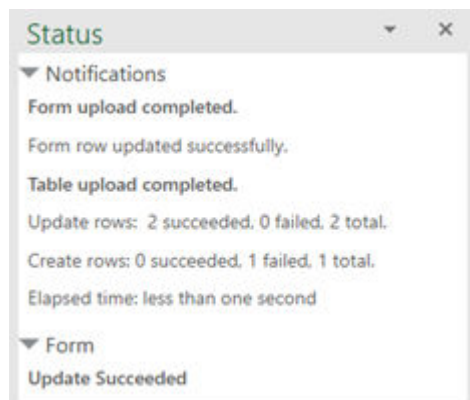 Status
Notifications
Form upload completed.
Form row updated successfully.
Table upload completed.
Update rows:  2 succeeded, 0 failed, 2 total.
Create rows: 0 succeeded, 1 failed, 1 total.
Elapsed time: less than one second
Form
Update Succeeded